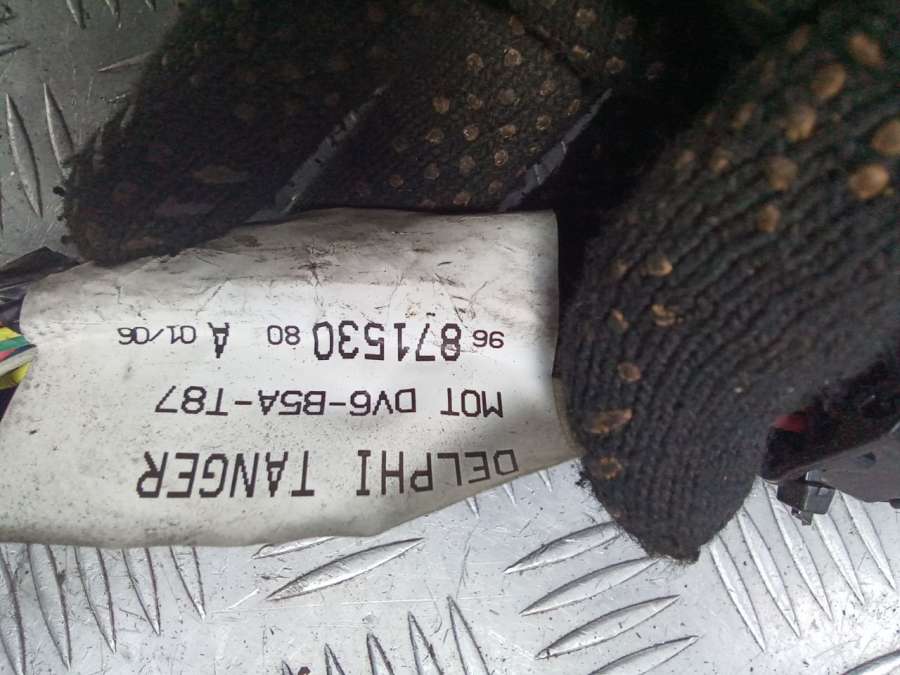 DELPHI TANGER
MOT DV6-B5A-T87
96 871530 80 A 01/06